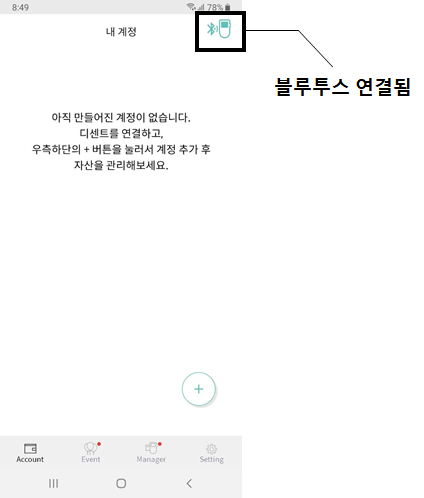 8:49
78%
내 계정
블루투스 연결됨
아직 만들어진 계정이 없습니다.
디센트를 연결하고,
우측하단의 + 버튼을 눌러서 계정 추가 후
자산을 관리해보세요.
+
Account
Event
Manager
Setting